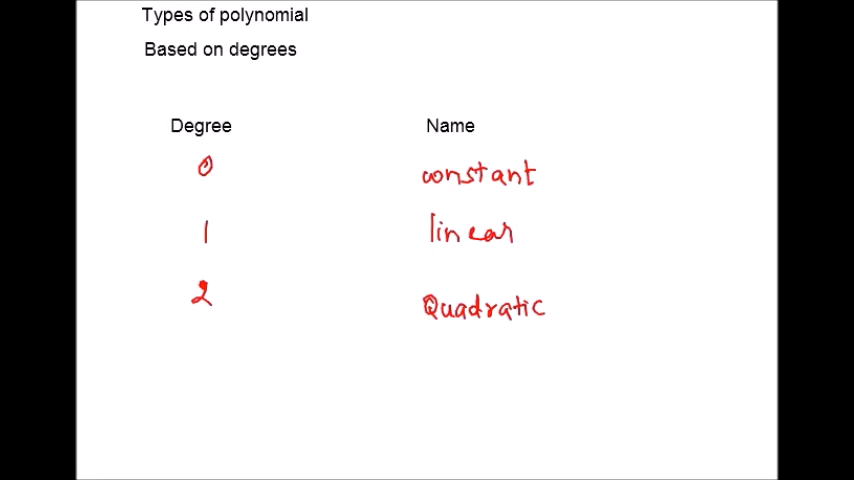 Types of polynomial
Based on degrees
Degree Name
0 constant
1 linear
2 Quadratic